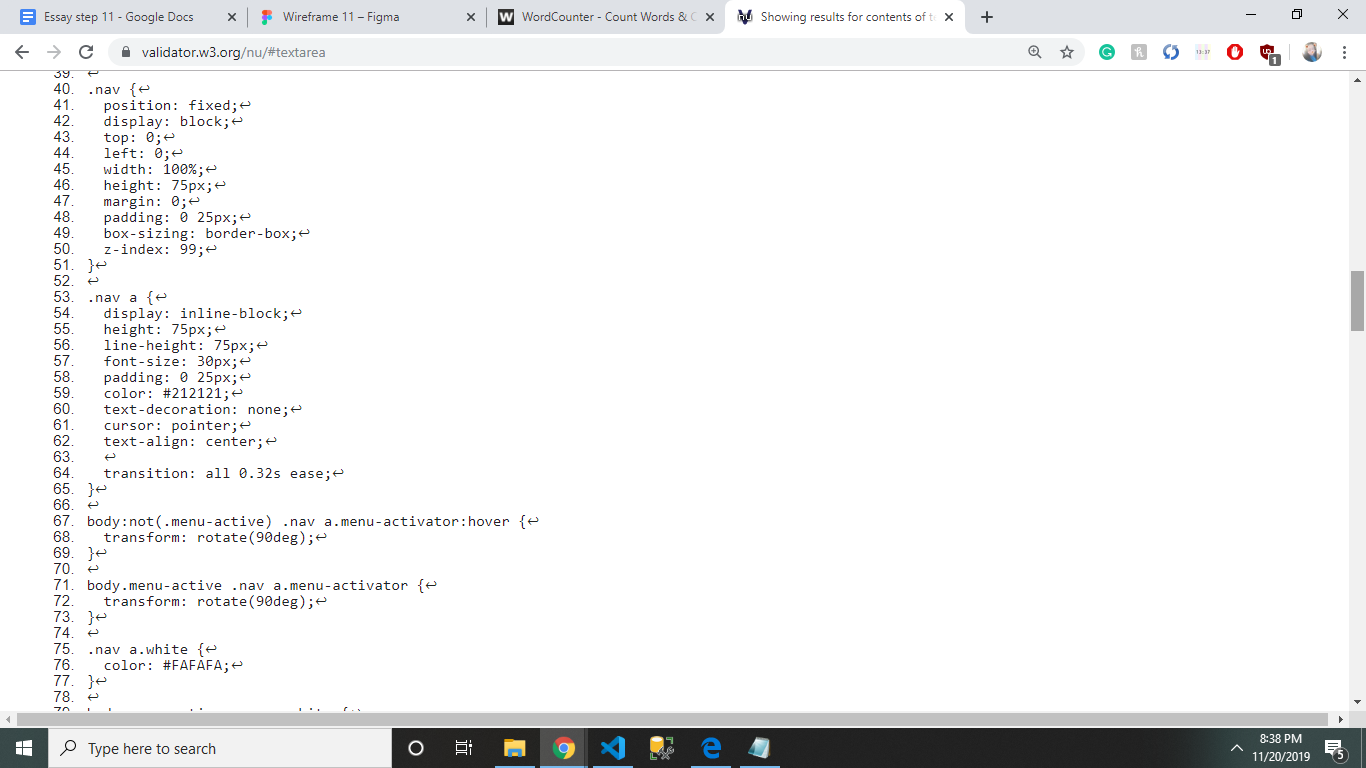 Essay step 11 - Google Docs
Wireframe 11 – Figma
WordCounter - Count Words & C
Showing results for contents of t
validator.w3.org/nu/#textarea
39. ↩
40. .nav {↩
41. position: fixed;↩
42. display: block;↩
43. top: 0;↩
44. left: 0;↩
45. width: 100%;↩
46. height: 75px;↩
47. margin: 0;↩
48. padding: 0 25px;↩
49. box-sizing: border-box;↩
50. z-index: 99;↩
51. }↩
52. ↩
53. .nav a {↩
54. display: inline-block;↩
55. height: 75px;↩
56. line-height: 75px;↩
57. font-size: 30px;↩
58. padding: 0 25px;↩
59. color: #212121;↩
60. text-decoration: none;↩
61. cursor: pointer;↩
62. text-align: center;↩
63. ↩
64. transition: all 0.32s ease;↩
65. }↩
66. ↩
67. body:not(.menu-active) .nav a.menu-activator:hover {↩
68. transform: rotate(90deg);↩
69. }↩
70. ↩
71. body.menu-active .nav a.menu-activator {↩
72. transform: rotate(90deg);↩
73. }↩
74. ↩
75. .nav a.white {↩
76. color: #FAFAFA;↩
77. }↩
78. ↩
Type here to search
8:38 PM
11/20/2019
5